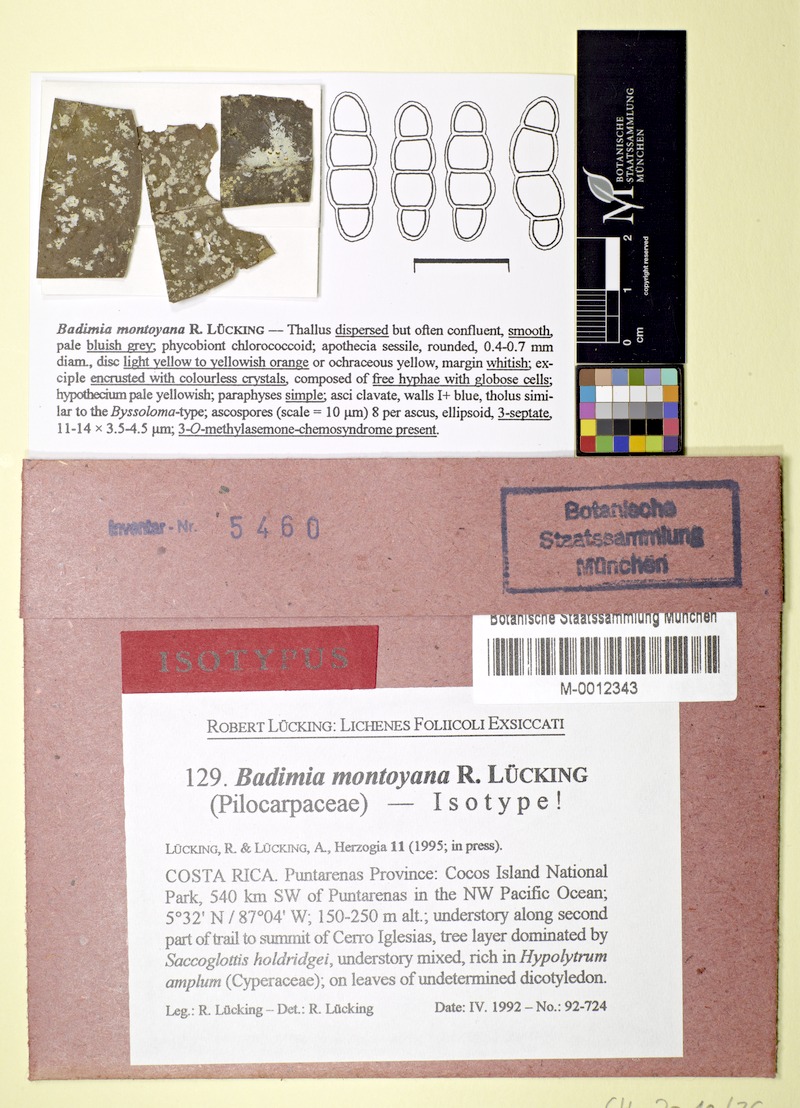 BOTANISCHE
STAATSSAMMLUNG
MÜNCHEN
copyright reserved
0 1 2
cm
Badimia montoyana R. LÜCKING — Thallus dispersed but often confluent, smooth,
pale bluish grey; phycobiont chlorococcoid; apothecia sessile, rounded, 0.4-0.7 mm
diam., disc light yellow to yellowish orange or ochraceous yellow, margin whitish; ex-
ciple encrusted with colourless crystals, composed of free hyphae with globose cells;
hypothecium pale yellowish; paraphyses simple; asci clavate, walls I+ blue, tholus simi-
lar to the Byssoloma-type; ascospores (scale = 10 µm) 8 per ascus, ellipsoid, 3-septate,
11-14 × 3.5-4.5 µm; 3-O-methylasemone-chemosyndrome present.
Inventar-Nr. 5460
Botanische
Staatssammlung
München
Botanische Staatssammlung München
M-0012343
ISOTYPUS
ROBERT LÜCKING: LICHENES FOLIICOLI EXSICCATI
129. Badimia montoyana R. LÜCKING
(Pilocarpaceae) — Isotype!
LÜCKING, R. & LÜCKING, A., Herzogia 11 (1995; in press).
COSTA RICA. Puntarenas Province: Cocos Island National
Park, 540 km SW of Puntarenas in the NW Pacific Ocean;
5°32' N / 87°04' W; 150-250 m alt.; understory along second
part of trail to summit of Cerro Iglesias, tree layer dominated by
Saccoglottis holdridgei, understory mixed, rich in Hypolytrum
amplum (Cyperaceae); on leaves of undetermined dicotyledon.
Leg.: R. Lücking – Det.: R. Lücking Date: IV. 1992 – No.: 92-724